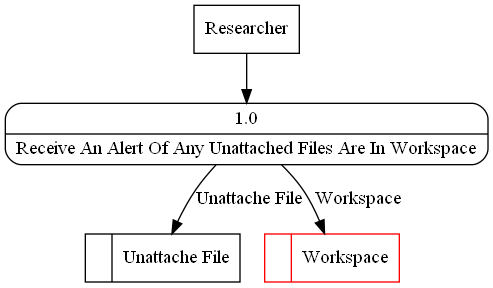 Researcher
1.0
Receive An Alert Of Any Unattached Files Are In Workspace
Unattache File
Workspace
Unattache File
Workspace